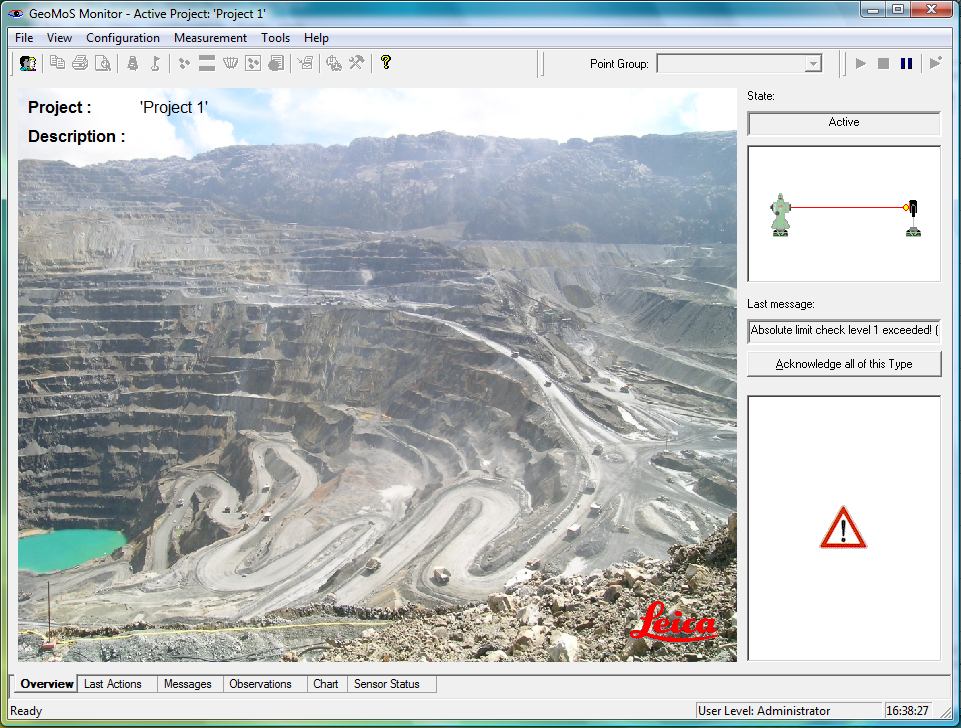 GeoMoS Monitor - Active Project: 'Project 1'
File View Configuration Measurement Tools Help
Point Group:
Project : 'Project 1'
Description :
State:
Active
Last message:
Absolute limit check level 1 exceeded! (
Acknowledge all of this Type
Leica
Overview Last Actions Messages Observations Chart Sensor Status
Ready User Level: Administrator 16:38:27